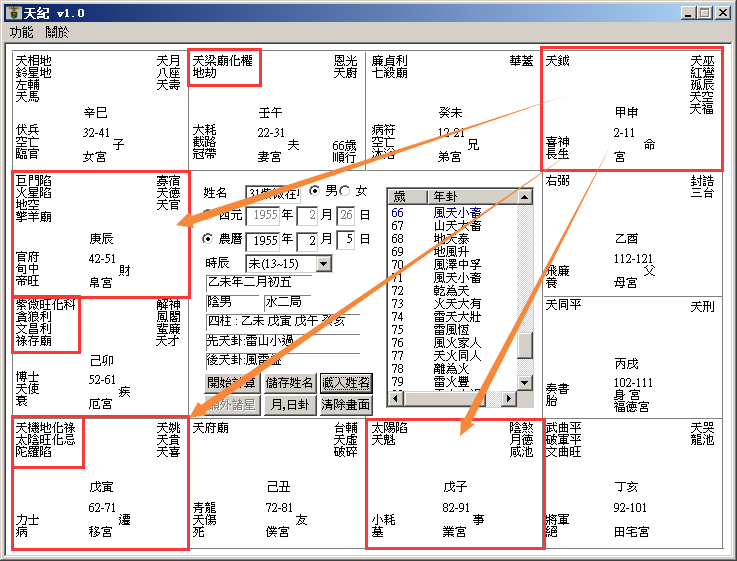 天紀 v1.0
功能 關於
天相地 天月
鈴星地 八座
左輔 天壽
天馬
辛巳
伏兵 32-41
空亡 子
臨官 女宮
天梁廟化權 恩光
地劫 天廚
壬午
大耗 22-31
截路 夫 66歲
冠帶 妻宮 順行
廉貞利 華蓋
七殺廟
癸未
病符 12-21
空亡 兄
沐浴 弟宮
天鉞 天巫
紅鸞
孤辰
天空
天福
甲申
喜神 2-11 命
長生 宮
巨門陷 寡宿
火星陷 天德
地空 天官
擎羊廟
庚辰
官府 42-51
旬中 財
帝旺 帛宮
姓名 男 女
西元 1955 年 2 月 26 日
農曆 1955 年 2 月 5 日
時辰 未(13~15)
乙未年二月初五
陰男 水二局
四柱 : 乙未 戊寅 戊午 癸亥
先天卦:雷山小過
後天卦:風雷益
開始計算 儲存姓名 載入姓名
額外諸星 月,日卦 清除畫面
歲 年卦
66 風天小畜
67 山天大畜
68 地天泰
69 地風升
70 風澤中孚
71 風天小畜
72 乾為天
73 火天大有
74 雷天大壯
75 雷風恆
76 風火家人
77 天火同人
78 離為火
79 雷火豐
右弼 封誥
三台
乙酉
飛廉 112-121 父
養 母宮
紫微旺化科 解神
貪狼利 鳳閣
文昌利 蜚廉
祿存廟 天才
己卯
博士 52-61
天使 疾
衰 厄宮
天同平 天刑
丙戌
奏書 102-111
胎 身宮
福德宮
天機地化祿 天姚
太陰旺化忌 天貴
陀羅陷 天喜
戊寅
力士 62-71 遷
病 移宮
天府廟 台輔
天虛
破碎
己丑
青龍 72-81
天傷 友
死 僕宮
太陽陷 陰煞
天魁 月德
咸池
戊子
小耗 82-91 事
墓 業宮
武曲平 天哭
破軍平 龍池
文曲旺
丁亥
將軍 92-101
絕 田宅宮